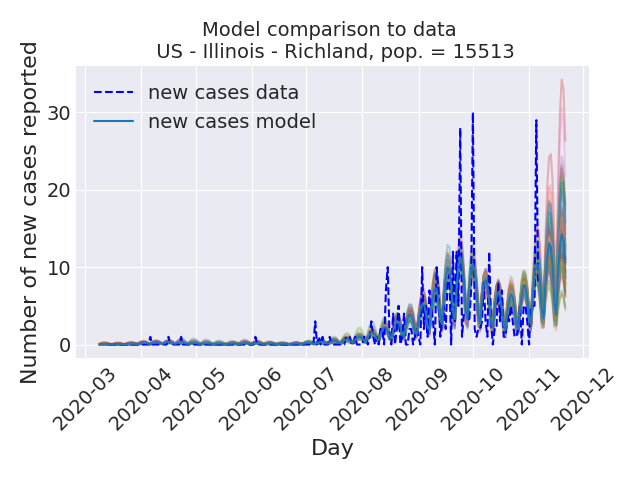 Model comparison to data
US - Illinois - Richland, pop. = 15513
Number of new cases reported
new cases data
new cases model
30
20
10
0
2020-03
2020-04
2020-05
2020-06
2020-07
2020-08
2020-09
2020-10
2020-11
2020-12
Day